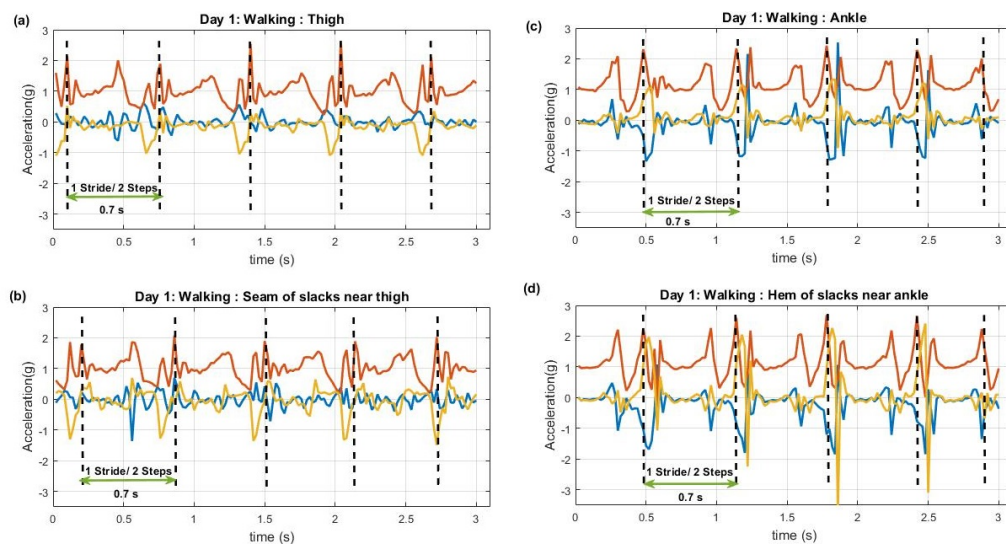 (a)
Day 1: Walking : Thigh
Acceleration(g)
3
2
1
0
-1
-2
-3
1 Stride/ 2 Steps
0.7 s
0
0.5
1
1.5
2
2.5
3
time (s)
(b)
Day 1: Walking : Seam of slacks near thigh
Acceleration(g)
3
2
1
0
-1
-2
-3
1 Stride/ 2 Steps
0.7 s
0
0.5
1
1.5
2
2.5
3
time (s)
(c)
Day 1: Walking : Ankle
Acceleration(g)
3
2
1
0
-1
-2
-3
1 Stride/ 2 Steps
0.7 s
0
0.5
1
1.5
2
2.5
3
time (s)
(d)
Day 1: Walking : Hem of slacks near ankle
Acceleration(g)
3
2
1
0
-1
-2
-3
1 Stride/ 2 Steps
0.7 s
0
0.5
1
1.5
2
2.5
3
time (s)